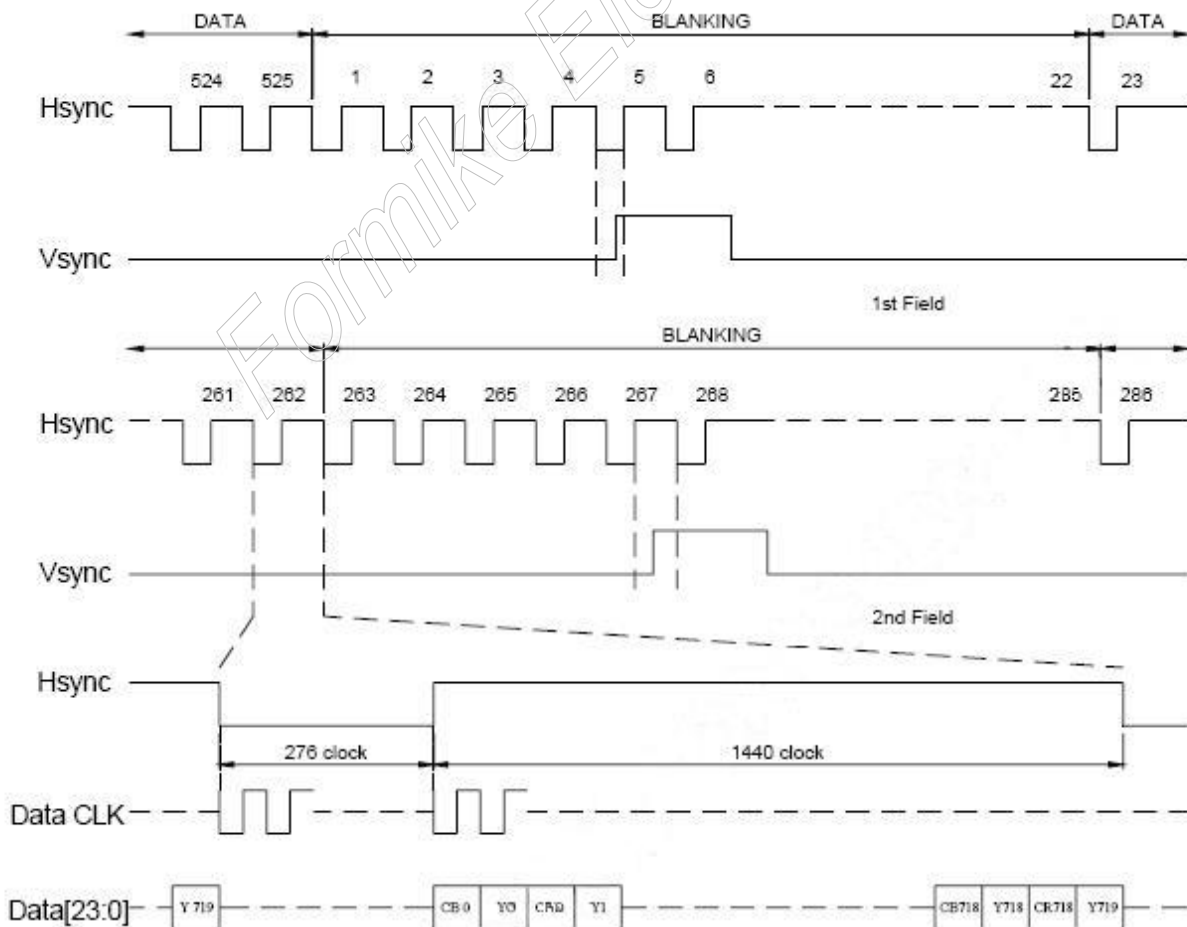 DATA BLANKING DATA
524 525 1 2 3 4 5 6 22 23
Hsync
Vsync
1st Field
BLANKING
261 262 263 264 265 266 267 268 285 286
Hsync
Vsync
2nd Field
Hsync
276 clock 1440 clock
Data CLK
Data[23:0] Y 719 CB 0 Y0 CR0 Y1 CB718 Y718 CR718 Y719
Formike